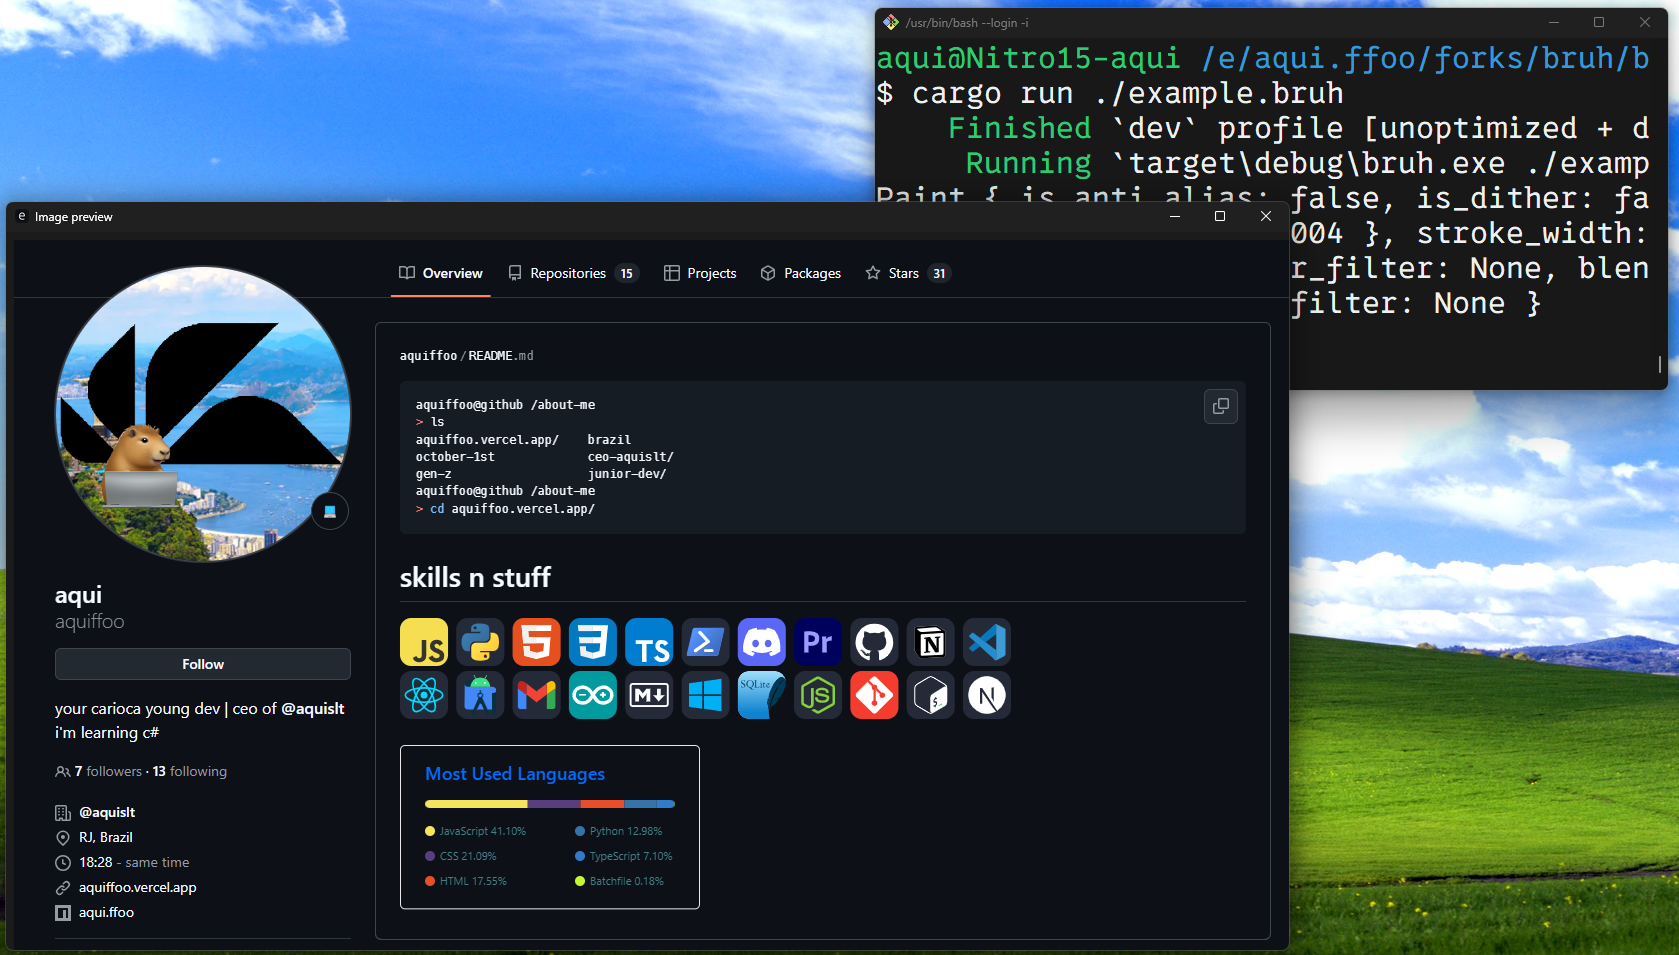 /usr/bin/bash --login -i
aqui@Nitro15-aqui /e/aqui.ffoo/forks/bruh/b
$ cargo run ./example.bruh
Finished `dev` profile [unoptimized + d
Running `target\debug\bruh.exe ./examp
Paint { is_anti_alias: false, is_dither: fa
004 }, stroke_width:
r_filter: None, blen
filter: None }
Image preview
Overview
Repositories 15
Projects
Packages
Stars 31
aquiffoo/README.md
aquiffoo@github /about-me
> ls
aquiffoo.vercel.app/ brazil
october-1st ceo-aquislt/
gen-z junior-dev/
aquiffoo@github /about-me
> cd aquiffoo.vercel.app/
aqui
aquiffoo
Follow
your carioca young dev | ceo of @aquislt
i'm learning c#
7 followers · 13 following
@aquislt
RJ, Brazil
18:28 - same time
aquiffoo.vercel.app
aqui.ffoo
skills n stuff
JS
TS
Pr
N
M
SQLite
JS
$_
N
Most Used Languages
JavaScript 41.10%
Python 12.98%
CSS 21.09%
TypeScript 7.10%
HTML 17.55%
Batchfile 0.18%